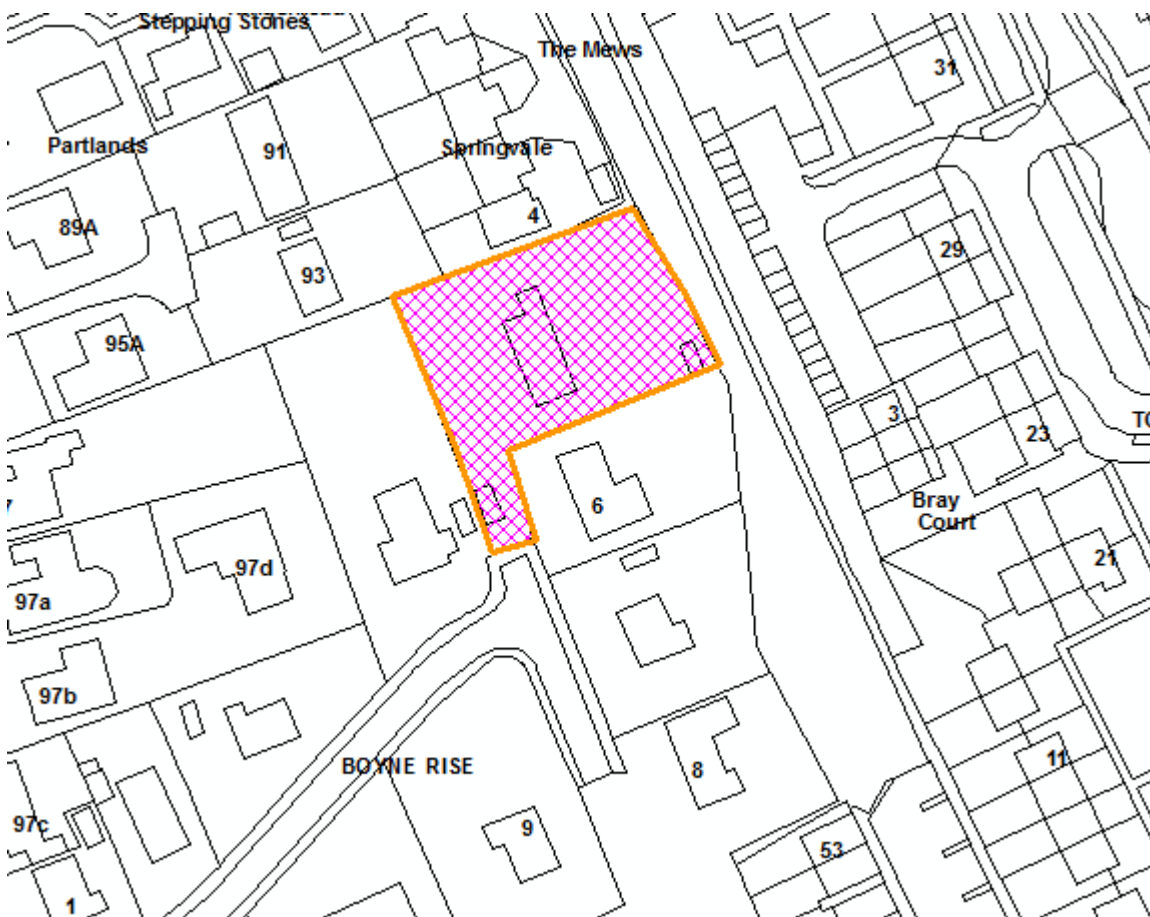 Stepping Stones
The Mews
31
Partlands
91
Springvale
89A
4
29
93
95A
3
23
6
Bray
Court
97d
21
97a
97b
BOYNE RISE
8
11
97c
9
53
1